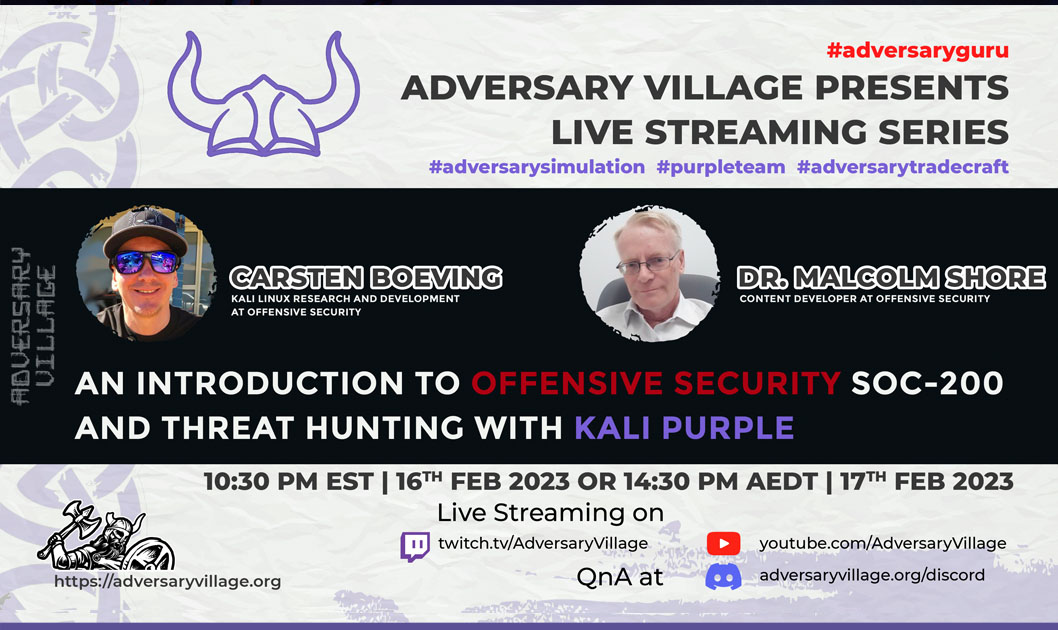 #adversaryguru
ADVERSARY VILLAGE PRESENTS
LIVE STREAMING SERIES
#adversarysimulation #purpleteam #adversarytradecraft
ADVERSARY
VILLAGE
CARSTEN BOEVING
KALI LINUX RESEARCH AND DEVELOPMENT
AT OFFENSIVE SECURITY
DR. MALCOLM SHORE
CONTENT DEVELOPER AT OFFENSIVE SECURITY
AN INTRODUCTION TO OFFENSIVE SECURITY SOC-200
AND THREAT HUNTING WITH KALI PURPLE
10:30 PM EST | 16TH FEB 2023 OR 14:30 PM AEDT | 17TH FEB 2023
Live Streaming on
twitch.tv/AdversaryVillage
youtube.com/AdversaryVillage
QnA at
adversaryvillage.org/discord
https://adversaryvillage.org